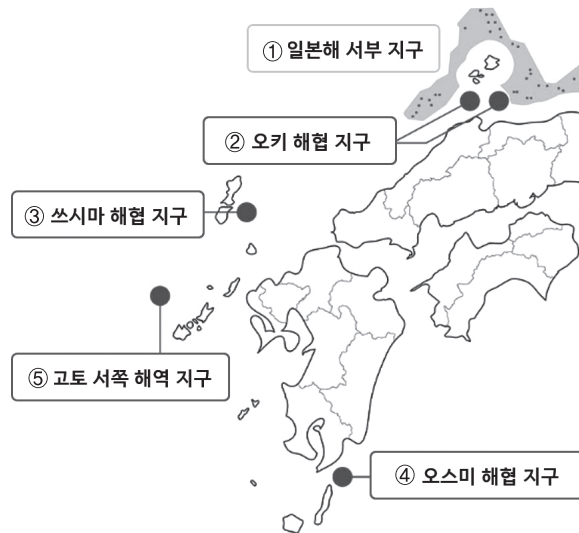 ① 일본해 서부 지구
② 오키 해협 지구
③ 쓰시마 해협 지구
⑤ 고토 서쪽 해역 지구
④ 오스미 해협 지구